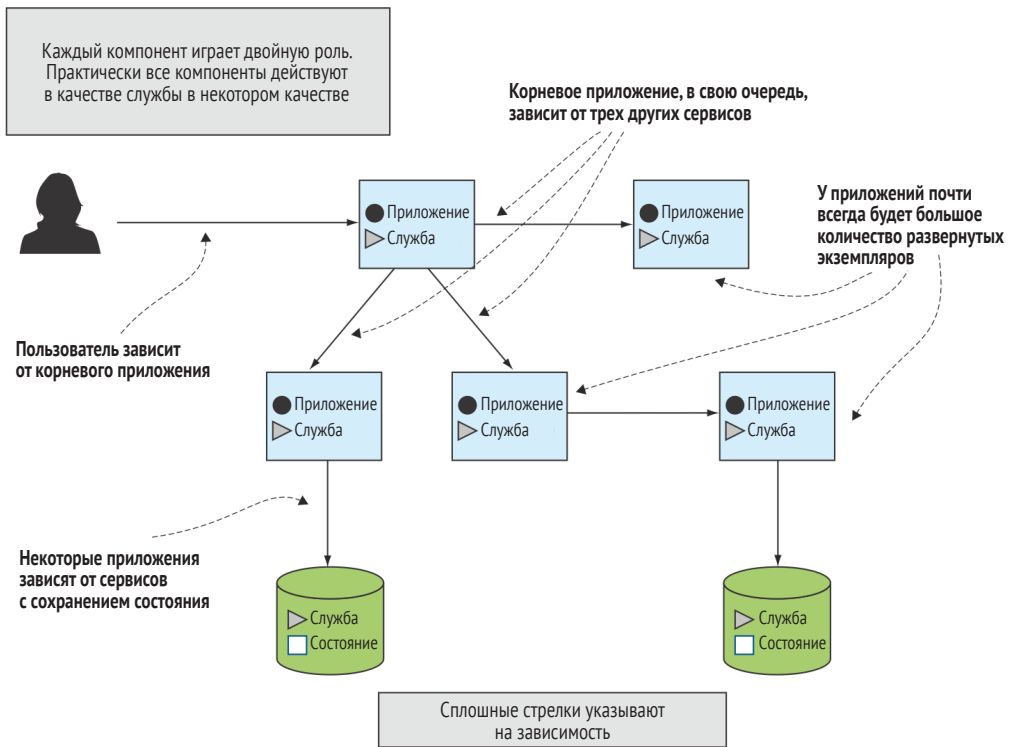 Каждый компонент играет двойную роль.
Практически все компоненты действуют
в качестве службы в некотором качестве
Корневое приложение, в свою очередь,
зависит от трех других сервисов
У приложений почти
всегда будет большое
количество развернутых
экземпляров
Приложение
Служба
Приложение
Служба
Пользователь зависит
от корневого приложения
Приложение
Служба
Приложение
Служба
Приложение
Служба
Некоторые приложения
зависят от сервисов
с сохранением состояния
Служба
Состояние
Служба
Состояние
Сплошные стрелки указывают
на зависимость